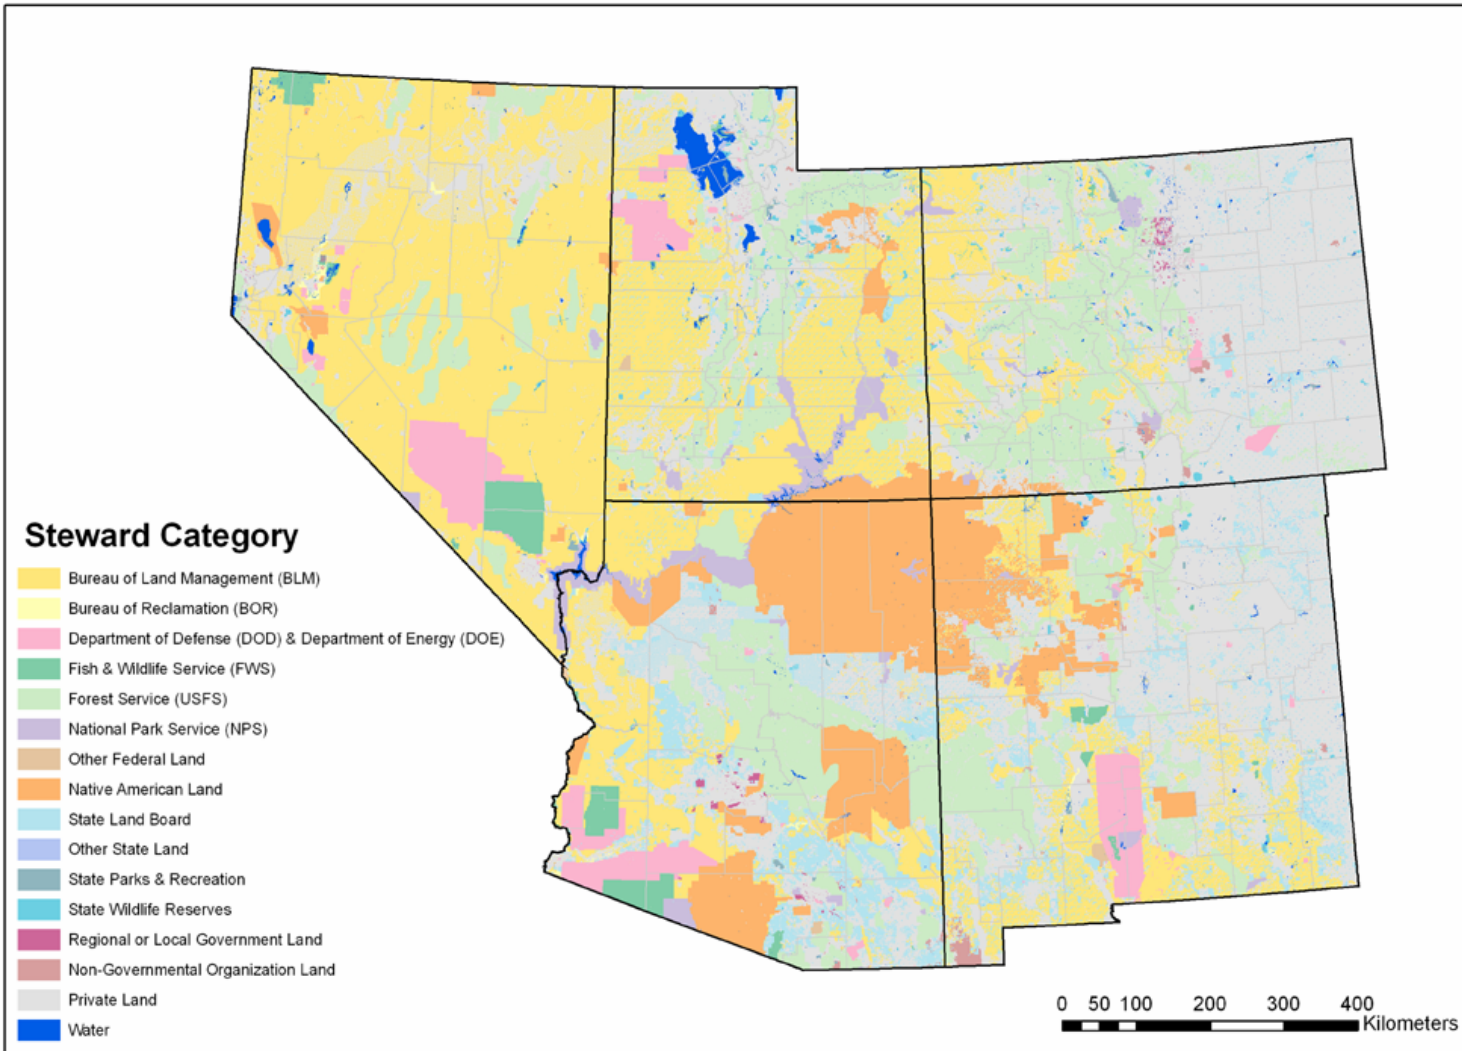 Steward Category
Bureau of Land Management (BLM)
Bureau of Reclamation (BOR)
Department of Defense (DOD) & Department of Energy (DOE)
Fish & Wildlife Service (FWS)
Forest Service (USFS)
National Park Service (NPS)
Other Federal Land
Native American Land
State Land Board
Other State Land
State Parks & Recreation
State Wildlife Reserves
Regional or Local Government Land
Non-Governmental Organization Land
Private Land
Water
0 50 100 200 300 400
Kilometers